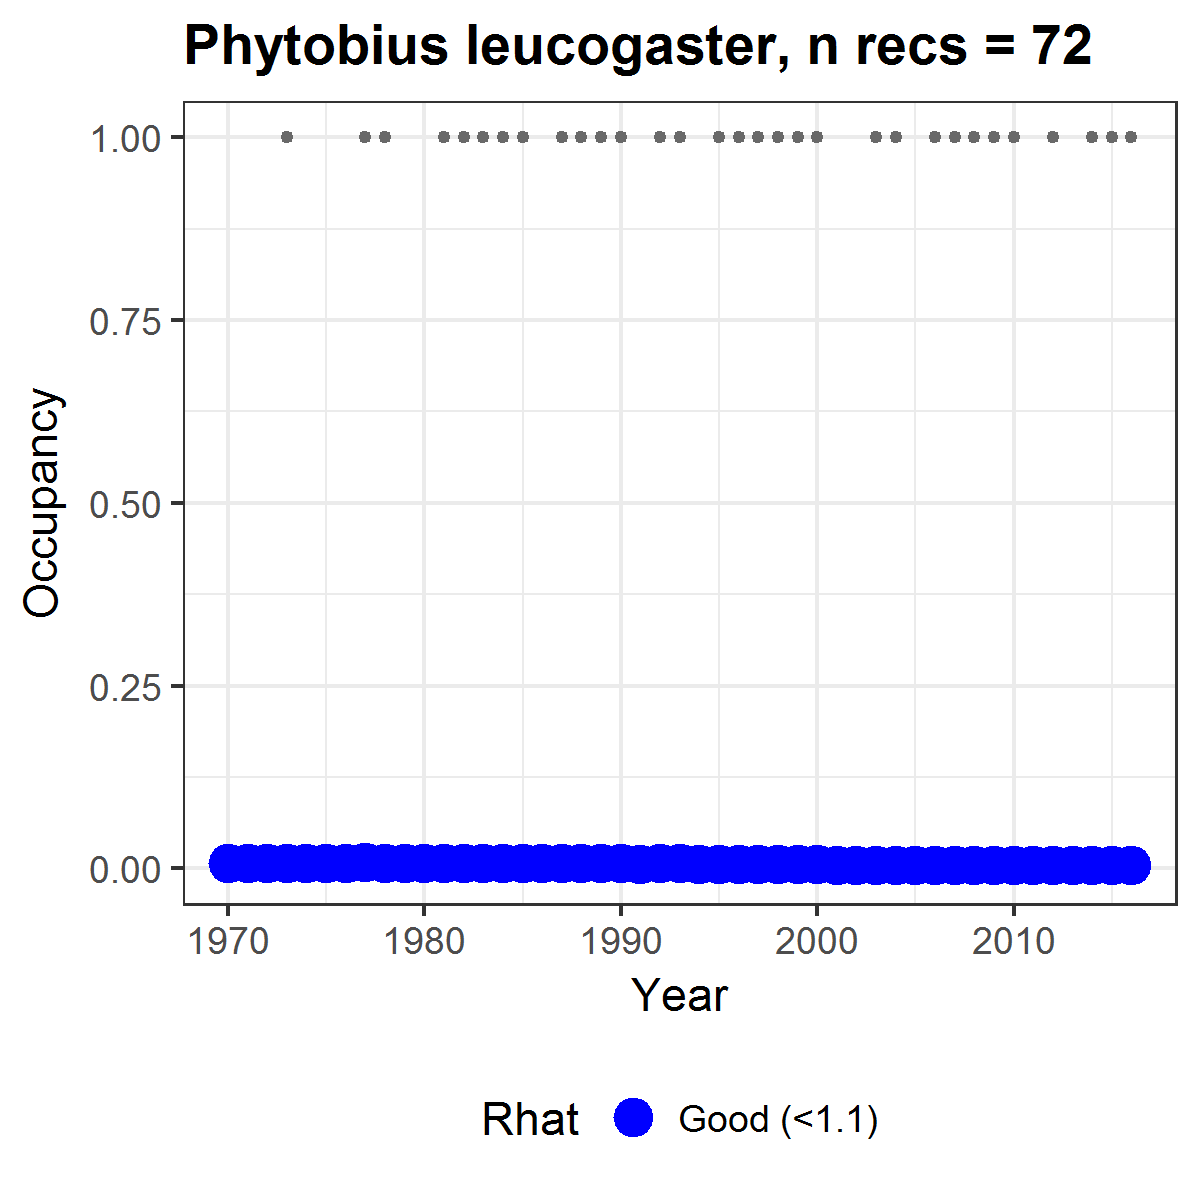 Phytobius leucogaster, n recs = 72
1.00
0.75
0.50
0.25
0.00
Occupancy
1970 1980 1990 2000 2010
Year
Rhat Good (<1.1)